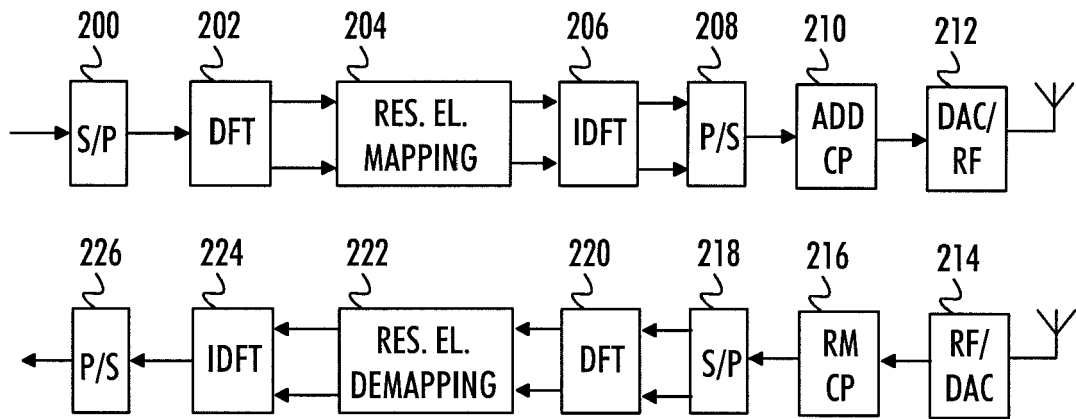 200 202 204 206 208 210 212
S/P DFT RES. EL. MAPPING IDFT P/S ADD CP DAC/ RF
226 224 222 220 218 216 214
P/S IDFT RES. EL. DEMAPPING DFT S/P RM CP RF/ DAC